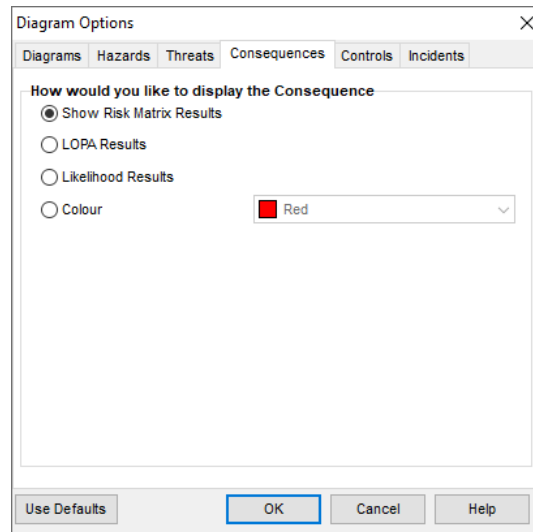 Diagram Options
Diagrams Hazards Threats Consequences Controls Incidents
How would you like to display the Consequence
Show Risk Matrix Results
LOPA Results
Likelihood Results
Colour Red
Use Defaults OK Cancel Help